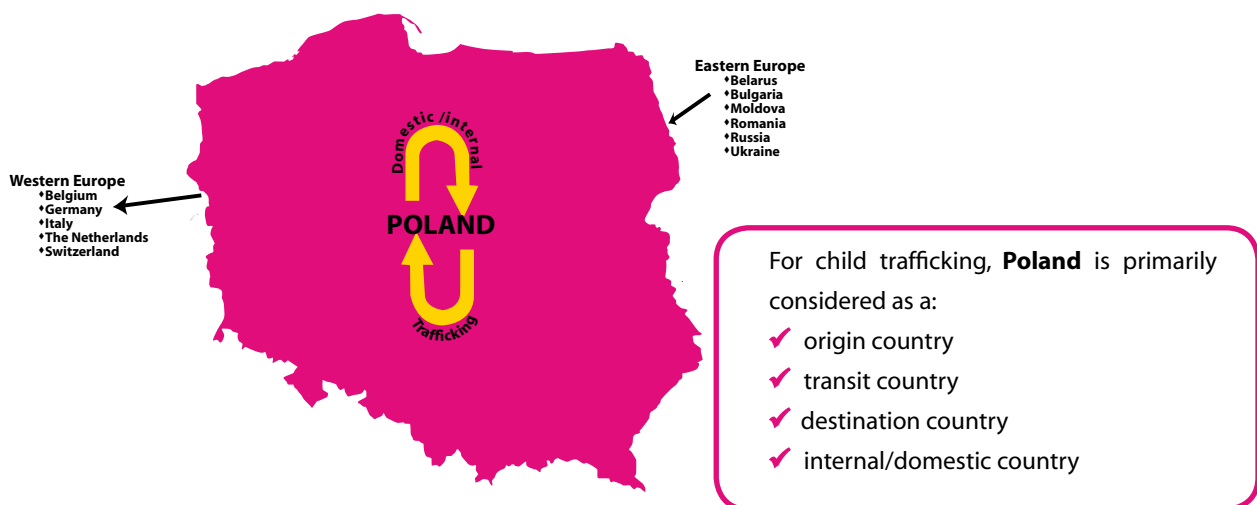 Eastern Europe
♦Belarus
♦Bulgaria
♦Moldova
♦Romania
♦Russia
♦Ukraine
Domestic /internal
Western Europe
♦Belgium
♦Germany
♦Italy
♦The Netherlands
♦Switzerland
POLAND
Trafficking
For child trafficking, Poland is primarily
considered as a:
✔ origin country
✔ transit country
✔ destination country
✔ internal/domestic country